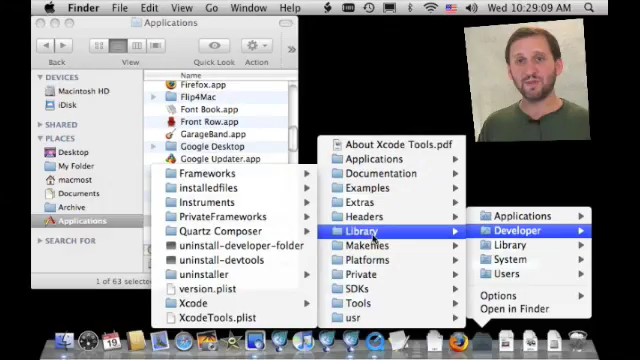 Finder File Edit View Go Window Help
Wed 10:29:09 AM
Applications
Back View Quick Look Action
Name
DEVICES
Macintosh HD
iDisk
SHARED
PLACES
Desktop
My Folder
macmost
Documents
Archive
Applications
SEARCH FOR
Firefox.app
Flip4Mac
Font Book.app
Front Row.app
GarageBand.app
Google Desktop
Google Updater.app
1 of 63 selected
Frameworks
installedfiles
Instruments
PrivateFrameworks
Quartz Composer
uninstall-developer-folder
uninstall-devtools
uninstaller
version.plist
Xcode
XcodeTools.plist
About Xcode Tools.pdf
Applications
Documentation
Examples
Extras
Headers
Library
Makefiles
Platforms
Private
SDKs
Tools
usr
Applications
Developer
Library
System
Users
Options
Open in Finder